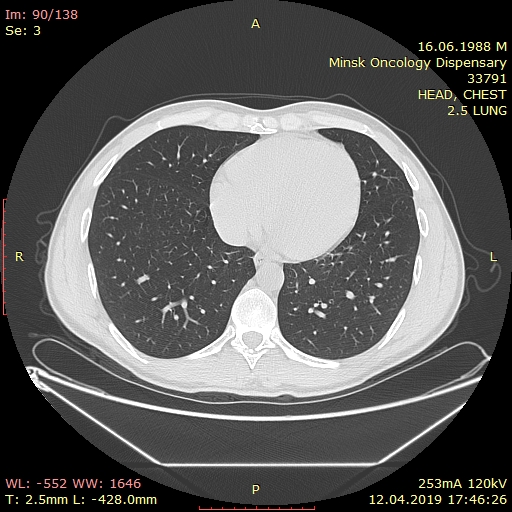 Im: 90/138
Se: 3
A
16.06.1988 M
Minsk Oncology Dispensary
33791
HEAD, CHEST
2.5 LUNG
R
L
WL: -552 WW: 1646
T: 2.5mm L: -428.0mm
P
253mA 120kV
12.04.2019 17:46:26